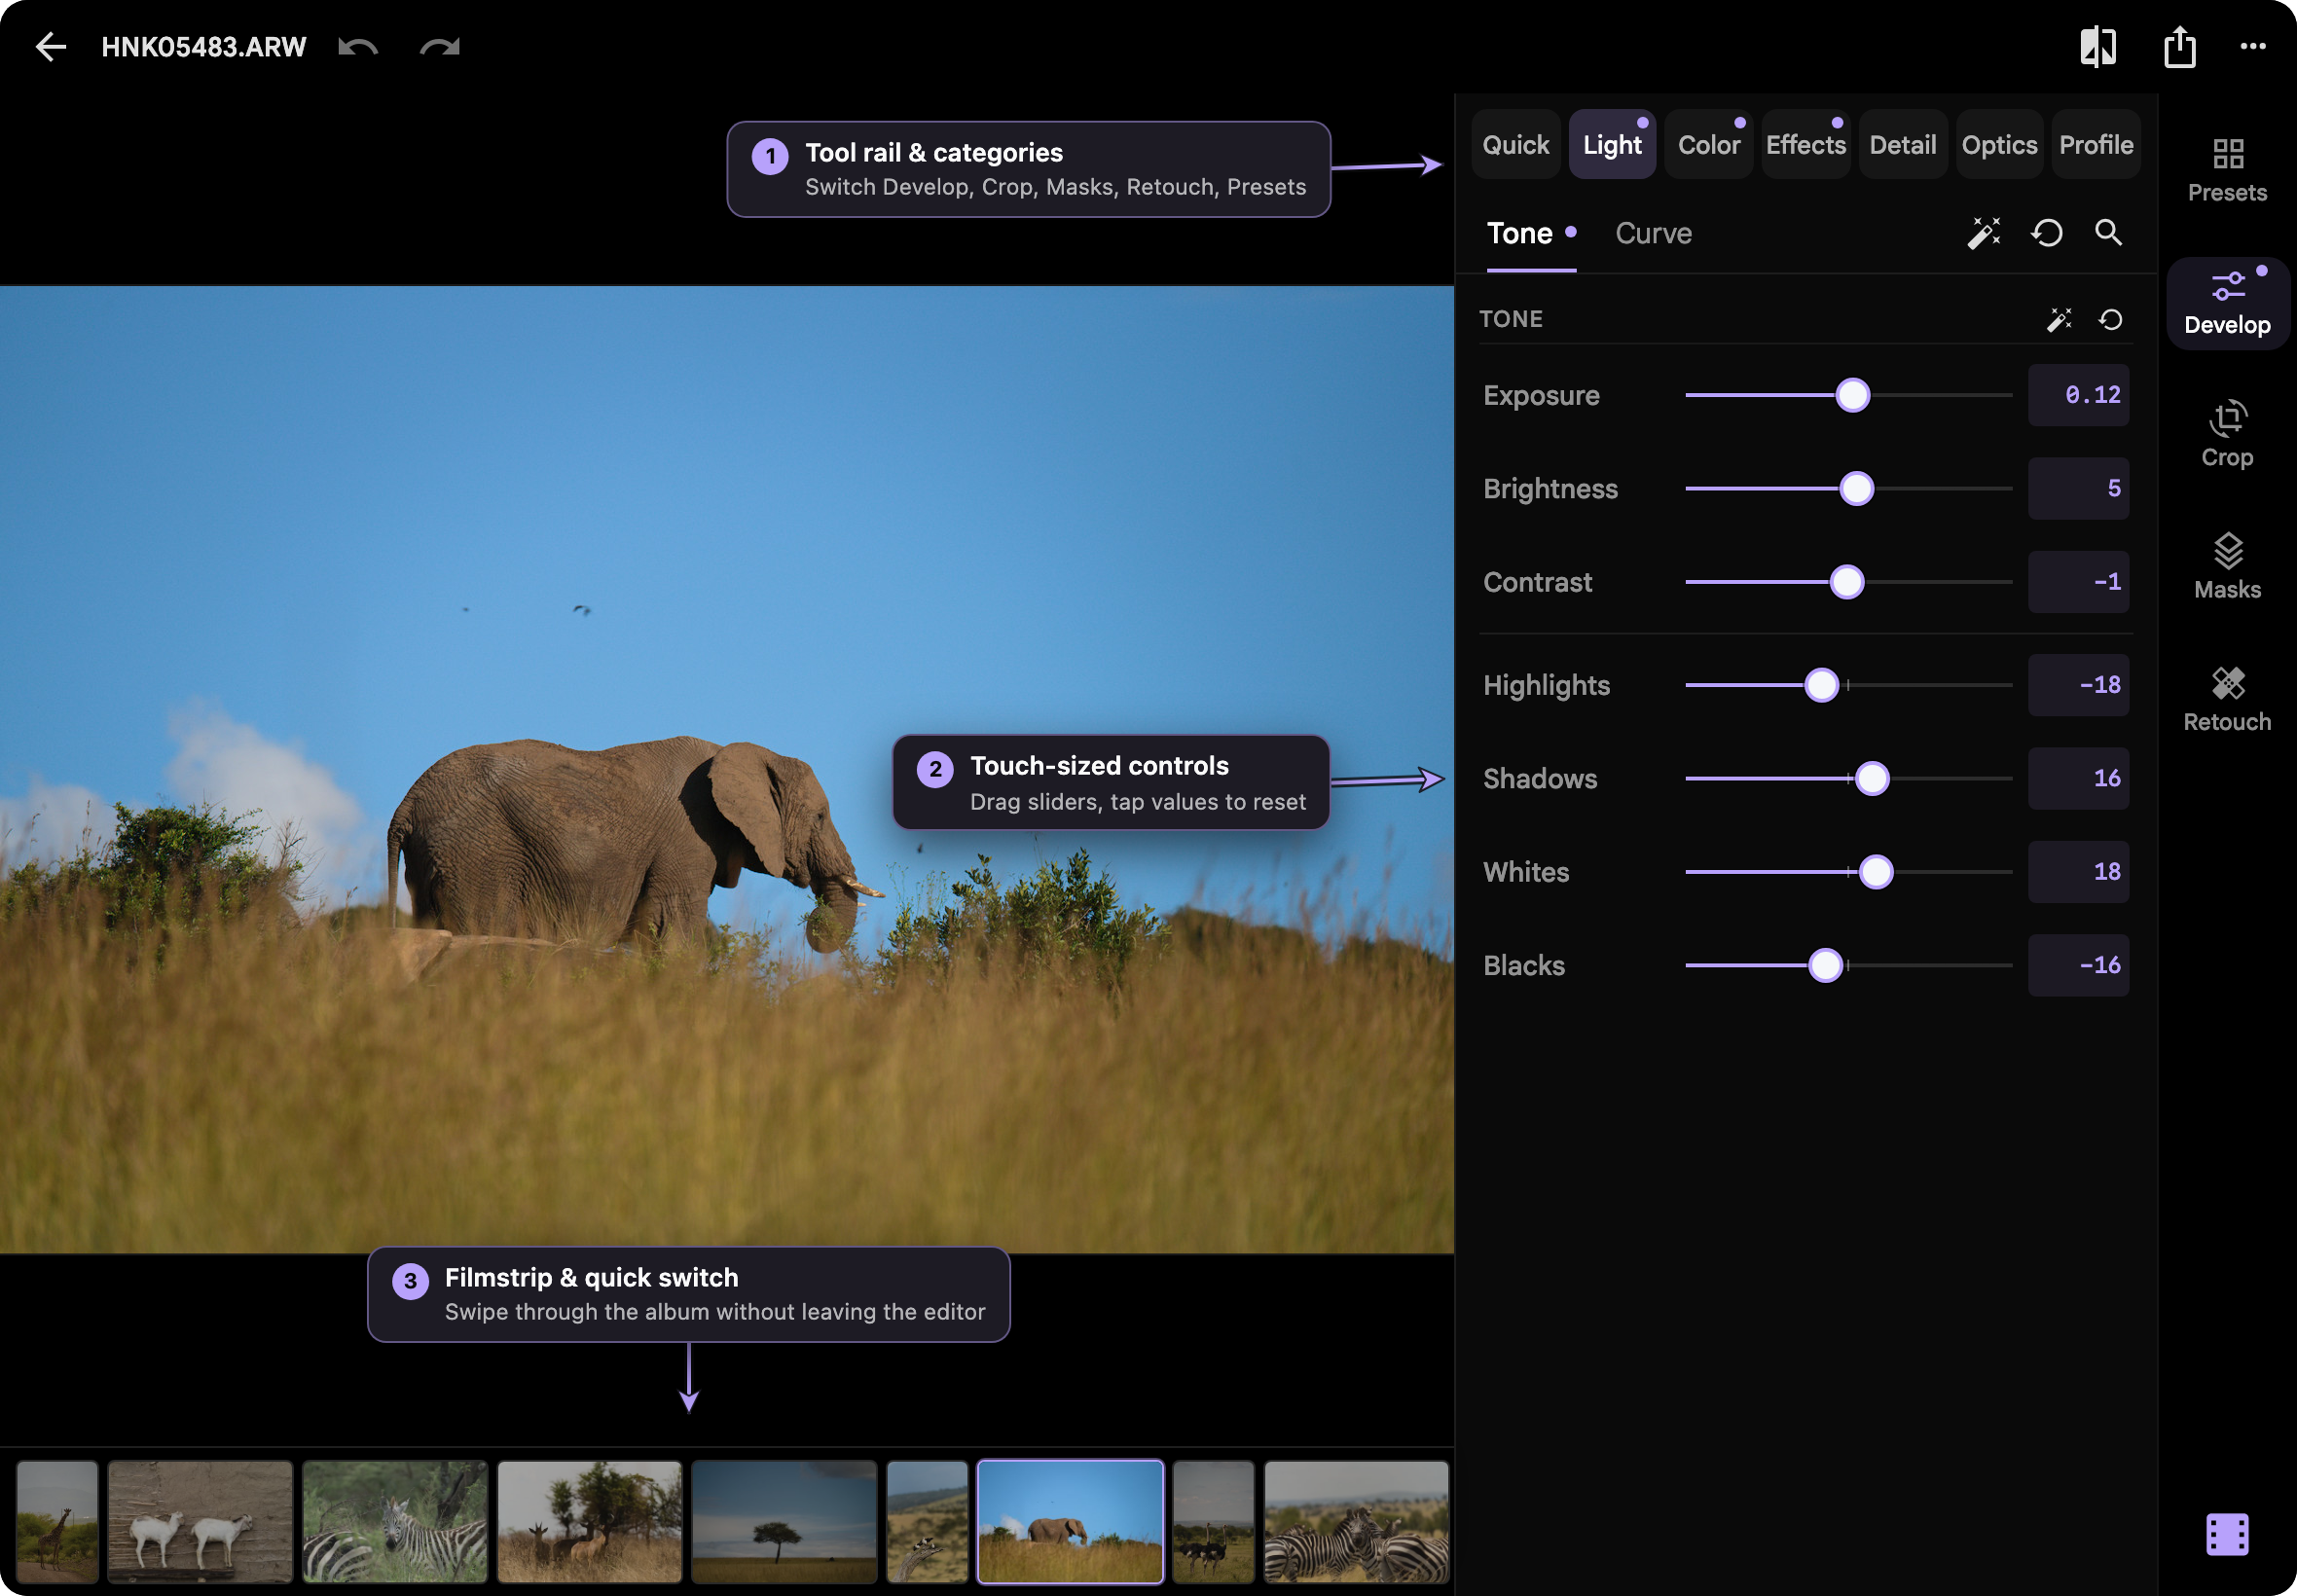 HNK05483.ARW
1
Tool rail & categories
Switch Develop, Crop, Masks, Retouch, Presets
Quick
Light
Color
Effects
Detail
Optics
Profile
Presets
Tone
Curve
TONE
Develop
Exposure
0.12
Crop
Brightness
5
Contrast
-1
Masks
Highlights
-18
Retouch
2
Touch-sized controls
Drag sliders, tap values to reset
Shadows
16
Whites
18
Blacks
-16
3
Filmstrip & quick switch
Swipe through the album without leaving the editor